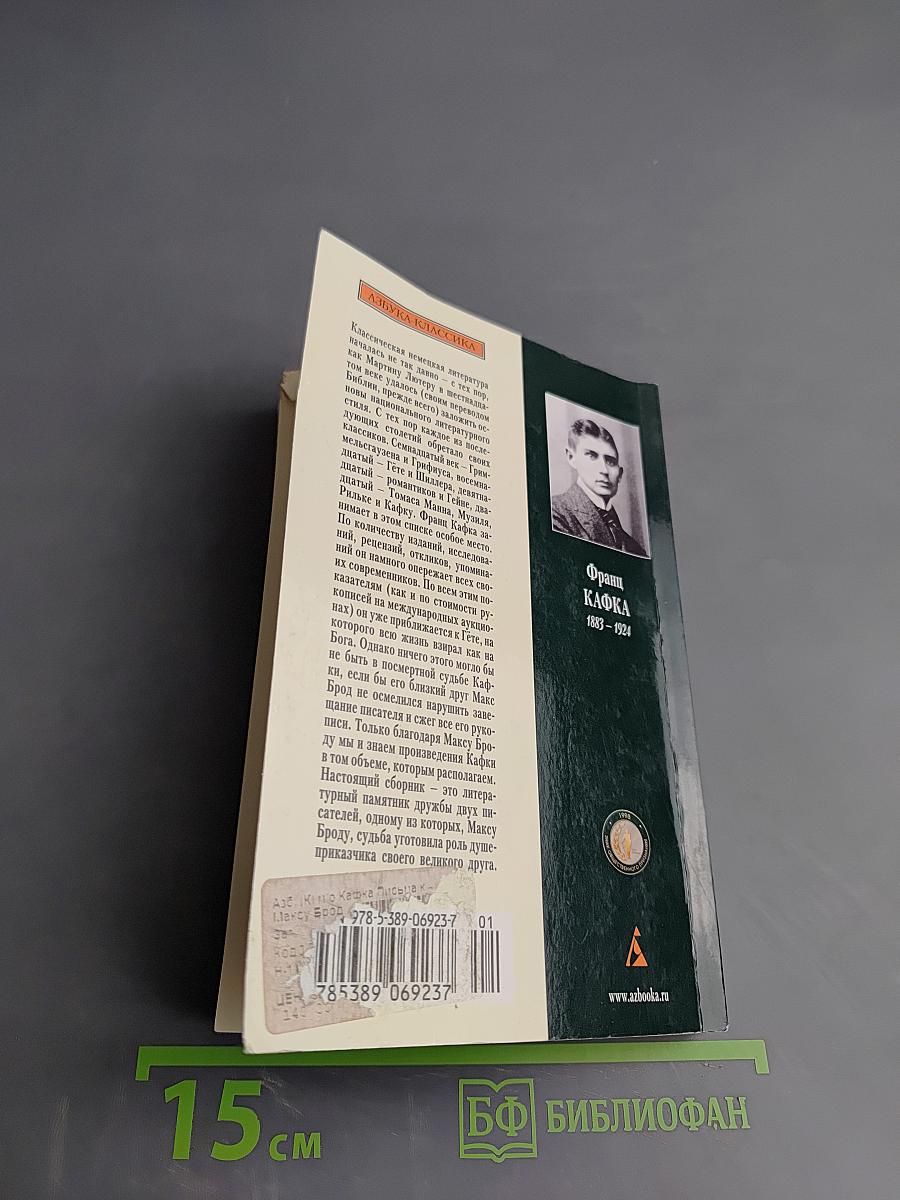 АЗБУКА-КЛАССИКА
Классическая немецкая литература
началась не так давно – с тех пор,
как Мартину Лютеру в шестнадца-
том веке удалось (своим переводом
Библии, прежде всего) заложить ос-
новы национального литературного
стиля. С тех пор каждое из после-
дующих столетий обретало своих
классиков. Семнадцатый век – Грим-
мельсгаузена и Грифиуса, восемна-
дцатый – Гёте и Шиллера, девятна-
дцатый – романтиков и Гейне, два-
дцатый – Томаса Манна, Музиля,
Рильке и Кафку. Франц Кафка за-
нимает в этом списке особое место.
По количеству изданий, исследова-
ний, рецензий, откликов, упомина-
ний он намного опережает всех сво-
их современников. По всем этим по-
казателям (как и по стоимости ру-
кописей на международных аукцио-
нах) он уже приближается к Гёте, на
которого всю жизнь взирал как на
Бога. Однако ничего этого могло бы
не быть в посмертной судьбе Каф-
ки, если бы его близкий друг Макс
Брод не осмелился нарушить заве-
щание писателя и сжег все его руко-
писи. Только благодаря Максу Бро-
ду мы и знаем произведения Кафки
в том объеме, которым располагаем.
Настоящий сборник – это литера-
турный памятник дружбы двух пи-
сателей, одному из которых, Максу
Броду, судьба уготовила роль душе-
приказчика своего великого друга.
Кафка Письма к
Максу Брод
978-5-389-06923-7
01
785389 069237
Франц
КАФКА
1883 – 1924
1998
www.azbooka.ru
15 см
БФ БИБЛИОФАН